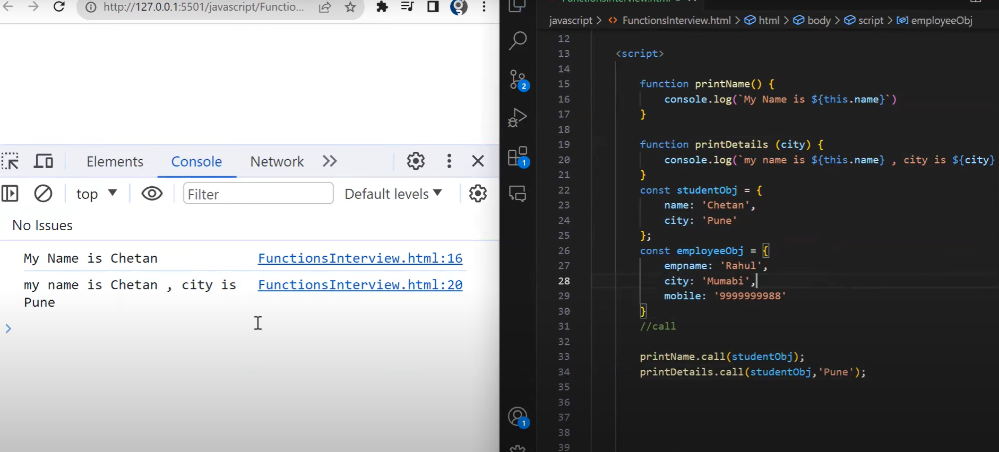 http://127.0.0.1:5501/javascript/Functio...
Elements Console Network
top Filter Default levels
No Issues
My Name is Chetan FunctionsInterview.html:16
my name is Chetan , city is FunctionsInterview.html:20
Pune
>
FunctionsInterview.html
javascript > FunctionsInterview.html > html > body > script > employeeObj
2
1
1
12
13 <script>
14
15 function printName() {
16 console.log(`My Name is ${this.name}`)
17 }
18
19 function printDetails (city) {
20 console.log(`my name is ${this.name} , city is ${city}
21 }
22 const studentObj = {
23 name: 'Chetan',
24 city: 'Pune'
25 };
26 const employeeObj = {
27 empname: 'Rahul',
28 city: 'Mumabi',
29 mobile: '9999999988'
30 }
31 //call
32
33 printName.call(studentObj);
34 printDetails.call(studentObj,'Pune');
35
36
37
38
39